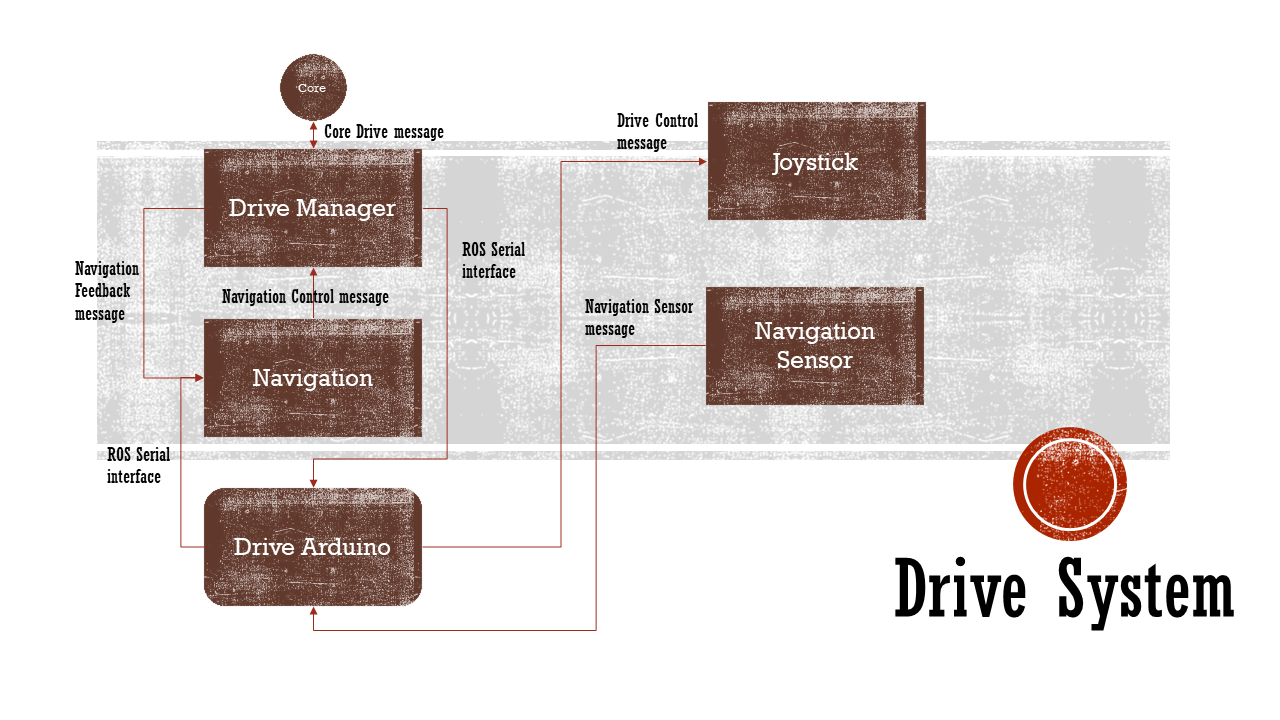 Core
Core Drive message
Drive Manager
Navigation
Feedback
message
Navigation Control message
ROS Serial
interface
Navigation
ROS Serial
interface
Drive Arduino
Drive Control
message
Joystick
Navigation Sensor
message
Navigation
Sensor
Drive System